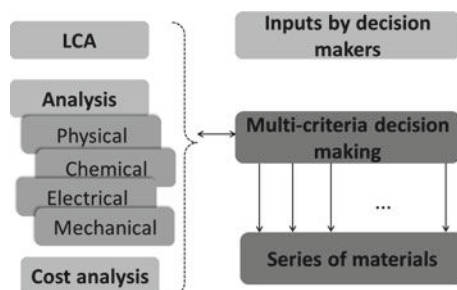 LCA
Analysis
Physical
Chemical
Electrical
Mechanical
Cost analysis
Inputs by decision
makers
Multi-criteria decision
making
...
Series of materials